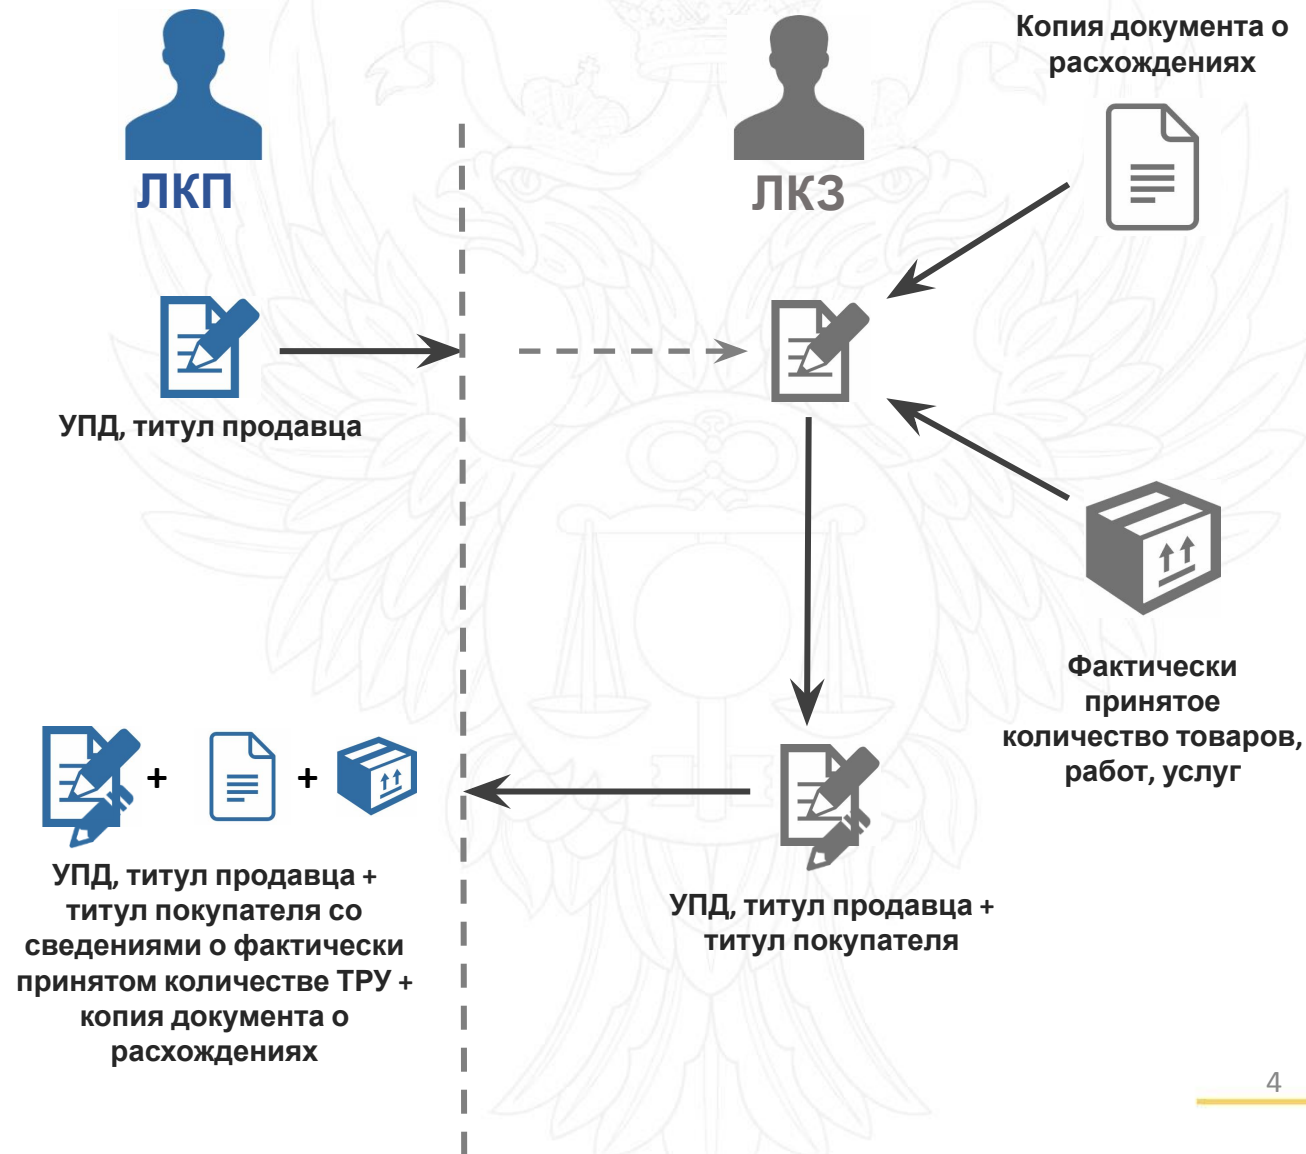 Копия документа о
расхождениях
ЛКП
ЛКЗ
УПД, титул продавца
Фактически
принятое
количество товаров,
работ, услуг
+
+
УПД, титул продавца +
титул покупателя со
сведениями о фактически
принятом количестве ТРУ +
копия документа о
расхождениях
УПД, титул продавца +
титул покупателя
4